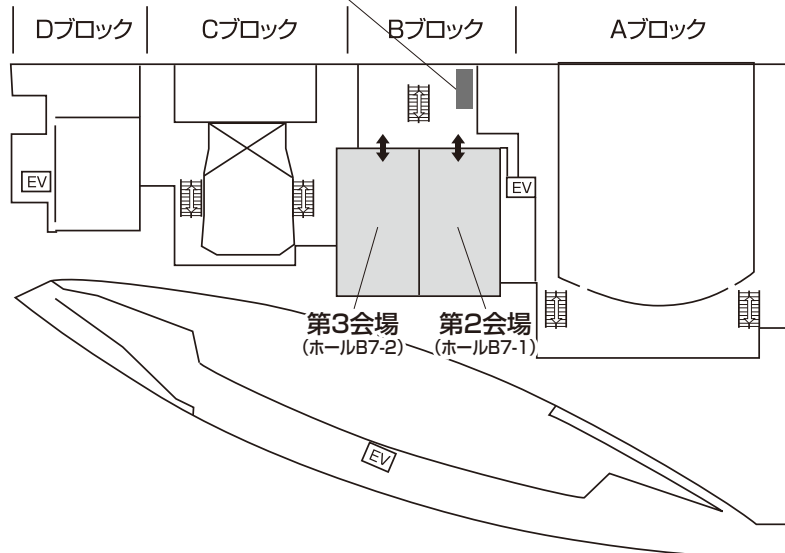 Dブロック
Cブロック
Bブロック
Aブロック
EV
EV
第3会場
(ホールB7-2)
第2会場
(ホールB7-1)
EV